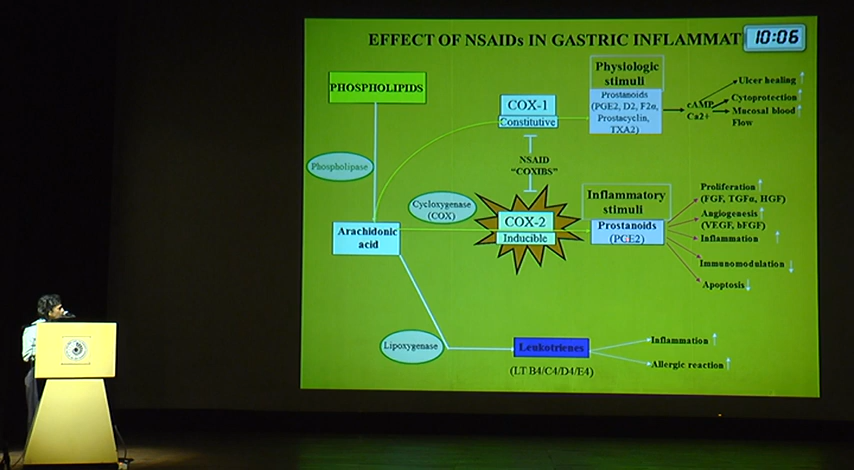 EFFECT OF NSAIDs IN GASTRIC INFLAMMAT
10:06
PHOSPHOLIPIDS
Phospholipase
Arachidonic
acid
Cycloxygenase
(COX)
COX-1
Constitutive
NSAID
"COXIBS"
COX-2
Inducible
Physiologic
stimuli
Prostanoids
(PGE2, D2, F2α,
Prostacyclin,
TXA2)
cAMP
Ca2+
Ulcer healing ↑
Cytoprotection ↑
Mucosal blood ↑
Flow
Inflammatory
stimuli
Prostanoids
(PCE2)
Proliferation ↑
(FGF, TGFα, HGF)
Angiogenesis ↑
(VEGF, bFGF)
Inflammation ↑
Immunomodulation ↓
Apoptosis ↓
Lipoxygenase
Leukotrienes
(LT B4/C4/D4/E4)
Inflammation ↑
Allergic reaction ↑